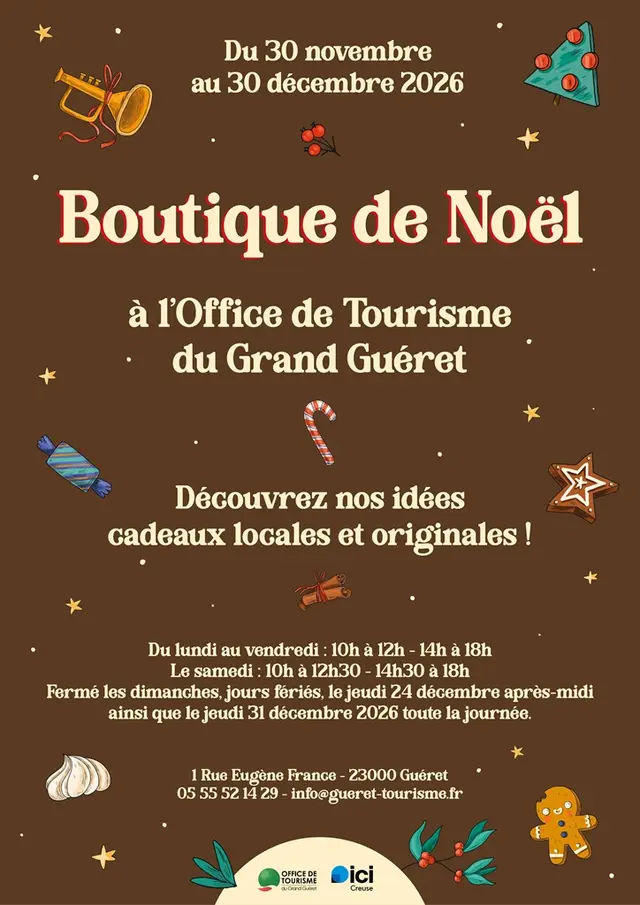 Du 30 novembre
au 30 décembre 2026
Boutique de Noël
à l'Office de Tourisme
du Grand Guéret
Découvrez nos idées
cadeaux locales et originales !
Du lundi au vendredi : 10h à 12h - 14h à 18h
Le samedi : 10h à 12h30 - 14h30 à 18h
Fermé les dimanches, jours fériés, le jeudi 24 décembre après-midi
ainsi que le jeudi 31 décembre 2026 toute la journée.
1 Rue Eugène France - 23000 Guéret
05 55 52 14 29 - info@gueret-tourisme.fr
OFFICE DE
TOURISME
du Grand Guéret
ici
Creuse